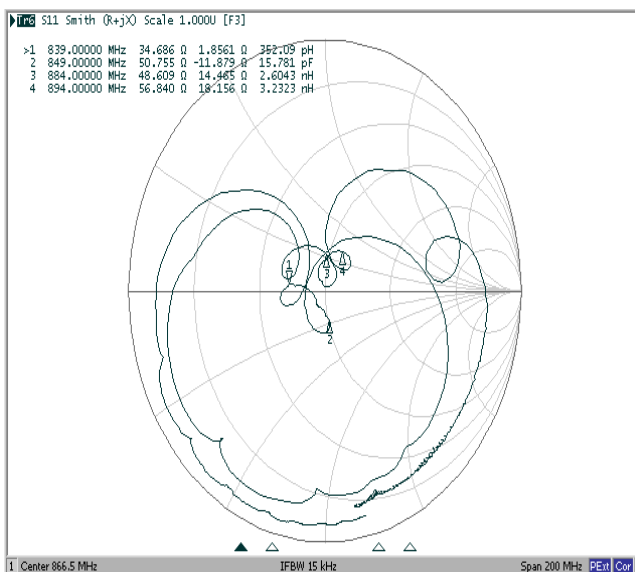 Tr6 S11 Smith (R+jX) Scale 1.000U [F3]
>1 839.00000 MHz 34.686 Ω 1.8561 Ω 352.09 pH
2 849.00000 MHz 50.755 Ω -11.879 Ω 15.781 pF
3 884.00000 MHz 48.609 Ω 14.465 Ω 2.6043 nH
4 894.00000 MHz 56.840 Ω 18.156 Ω 3.2323 nH
1
4
3
2
1 Center 866.5 MHz IFBW 15 kHz Span 200 MHz PExt Cor